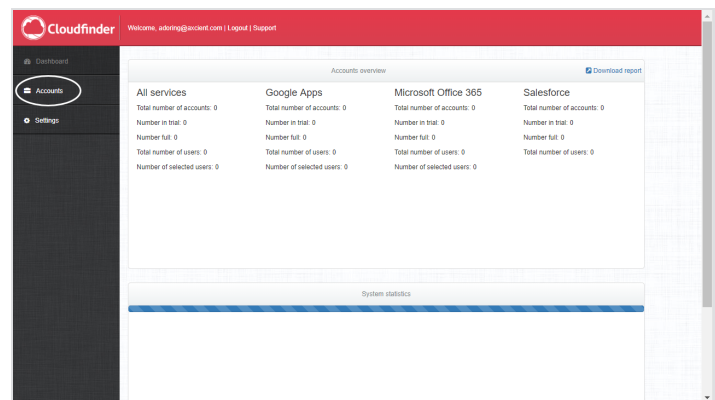 Cloudfinder
Welcome, adoring@axcient.com | Logout | Support
Dashboard
Accounts
Settings
Accounts overview
Download report
All services
Total number of accounts: 0
Number in trial: 0
Number full: 0
Total number of users: 0
Number of selected users: 0
Google Apps
Total number of accounts: 0
Number in trial: 0
Number full: 0
Total number of users: 0
Number of selected users: 0
Microsoft Office 365
Total number of accounts: 0
Number in trial: 0
Number full: 0
Total number of users: 0
Number of selected users: 0
Salesforce
Total number of accounts: 0
Number in trial: 0
Number full: 0
Total number of users: 0
System statistics